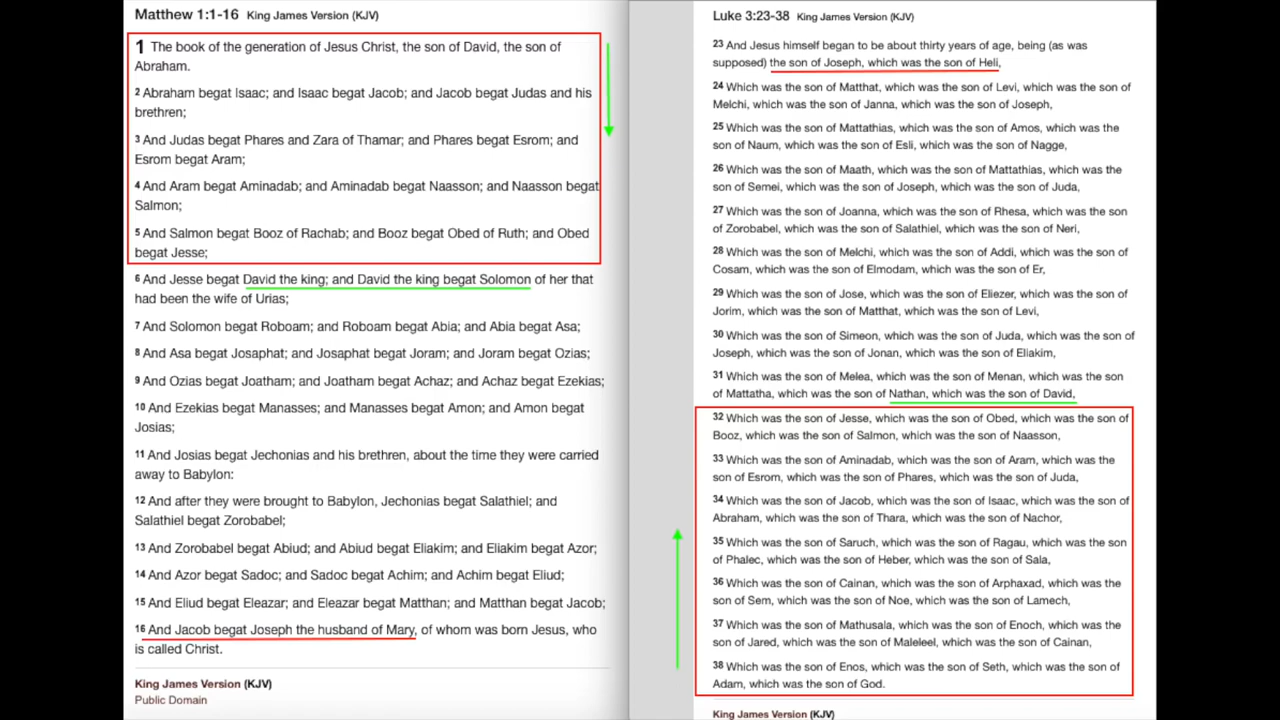 Matthew 1:1-16 King James Version (KJV)
1 The book of the generation of Jesus Christ, the son of David, the son of
Abraham.
2 Abraham begat Isaac; and Isaac begat Jacob; and Jacob begat Judas and his
brethren;
3 And Judas begat Phares and Zara of Thamar; and Phares begat Esrom; and
Esrom begat Aram;
4 And Aram begat Aminadab; and Aminadab begat Naasson; and Naasson begat
Salmon;
5 And Salmon begat Booz of Rachab; and Booz begat Obed of Ruth; and Obed
begat Jesse;
6 And Jesse begat David the king; and David the king begat Solomon of her that
had been the wife of Urias;
7 And Solomon begat Roboam; and Roboam begat Abia; and Abia begat Asa;
8 And Asa begat Josaphat; and Josaphat begat Joram; and Joram begat Ozias;
9 And Ozias begat Joatham; and Joatham begat Achaz; and Achaz begat Ezekias;
10 And Ezekias begat Manasses; and Manasses begat Amon; and Amon begat
Josias;
11 And Josias begat Jechonias and his brethren, about the time they were carried
away to Babylon:
12 And after they were brought to Babylon, Jechonias begat Salathiel; and
Salathiel begat Zorobabel;
13 And Zorobabel begat Abiud; and Abiud begat Eliakim; and Eliakim begat Azor;
14 And Azor begat Sadoc; and Sadoc begat Achim; and Achim begat Eliud;
15 And Eliud begat Eleazar; and Eleazar begat Matthan; and Matthan begat Jacob;
16 And Jacob begat Joseph the husband of Mary, of whom was born Jesus, who
is called Christ.
King James Version (KJV)
Public Domain
Luke 3:23-38 King James Version (KJV)
23 And Jesus himself began to be about thirty years of age, being (as was
supposed) the son of Joseph, which was the son of Heli,
24 Which was the son of Matthat, which was the son of Levi, which was the son of
Melchi, which was the son of Janna, which was the son of Joseph,
25 Which was the son of Mattathias, which was the son of Amos, which was the
son of Naum, which was the son of Esli, which was the son of Nagge,
26 Which was the son of Maath, which was the son of Mattathias, which was the
son of Semei, which was the son of Joseph, which was the son of Juda,
27 Which was the son of Joanna, which was the son of Rhesa, which was the son
of Zorobabel, which was the son of Salathiel, which was the son of Neri,
28 Which was the son of Melchi, which was the son of Addi, which was the son of
Cosam, which was the son of Elmodam, which was the son of Er,
29 Which was the son of Jose, which was the son of Eliezer, which was the son of
Jorim, which was the son of Matthat, which was the son of Levi,
30 Which was the son of Simeon, which was the son of Juda, which was the son of
Joseph, which was the son of Jonan, which was the son of Eliakim,
31 Which was the son of Melea, which was the son of Menan, which was the son
of Mattatha, which was the son of Nathan, which was the son of David,
32 Which was the son of Jesse, which was the son of Obed, which was the son of
Booz, which was the son of Salmon, which was the son of Naasson,
33 Which was the son of Aminadab, which was the son of Aram, which was the
son of Esrom, which was the son of Phares, which was the son of Juda,
34 Which was the son of Jacob, which was the son of Isaac, which was the son of
Abraham, which was the son of Thara, which was the son of Nachor,
35 Which was the son of Saruch, which was the son of Ragau, which was the son
of Phalec, which was the son of Heber, which was the son of Sala,
36 Which was the son of Cainan, which was the son of Arphaxad, which was the
son of Sem, which was the son of Noe, which was the son of Lamech,
37 Which was the son of Mathusala, which was the son of Enoch, which was the
son of Jared, which was the son of Maleleel, which was the son of Cainan,
38 Which was the son of Enos, which was the son of Seth, which was the son of
Adam, which was the son of God.
King James Version (KJV)